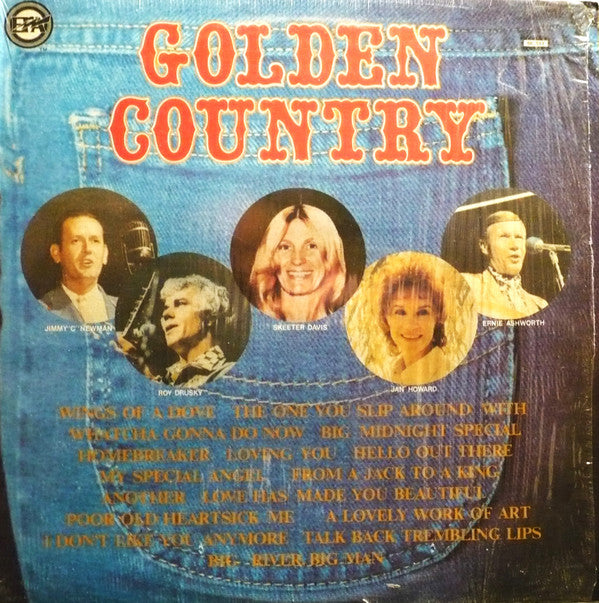 GOLDEN
COUNTRY
JIMMY "C" NEWMAN
ROY DRUSKY
SKEETER DAVIS
JAN HOWARD
ERNIE ASHWORTH
WINGS OF A DOVE THE ONE YOU SLIP AROUND WITH
WHATCHA GONNA DO NOW BIG MIDNIGHT SPECIAL
HOMEBREAKER LOVING YOU HELLO OUT THERE
MY SPECIAL ANGEL FROM A JACK TO A KING
ANOTHER LOVE HAS MADE YOU BEAUTIFUL
POOR OLD HEARTSICK ME A LOVELY WORK OF ART
I DON'T LIKE YOU ANYMORE TALK BACK TREMBLING LIPS
BIG RIVER BIG MAN